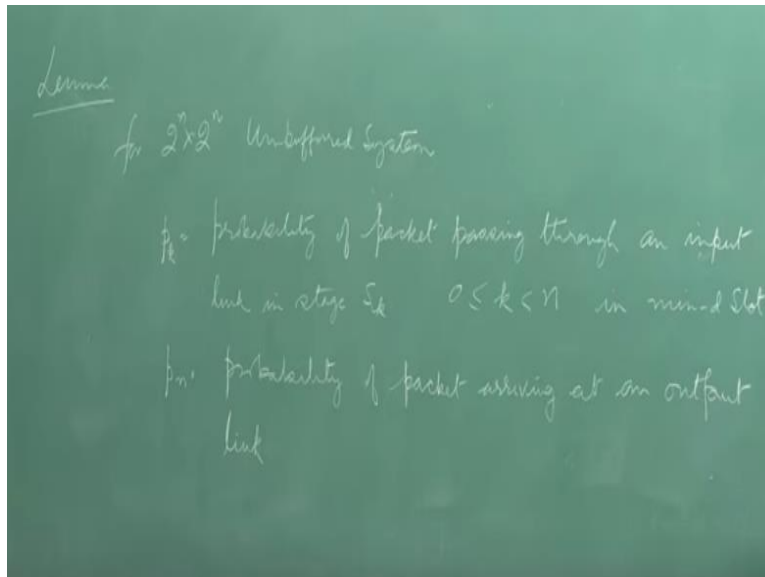 Lemma
for 2^n×2^n Unbuffered System
p_k = probability of packet passing through an input
link in stage S_k 0 ≤ k < n in min-d slot
p_n = probability of packet arriving at an output
link